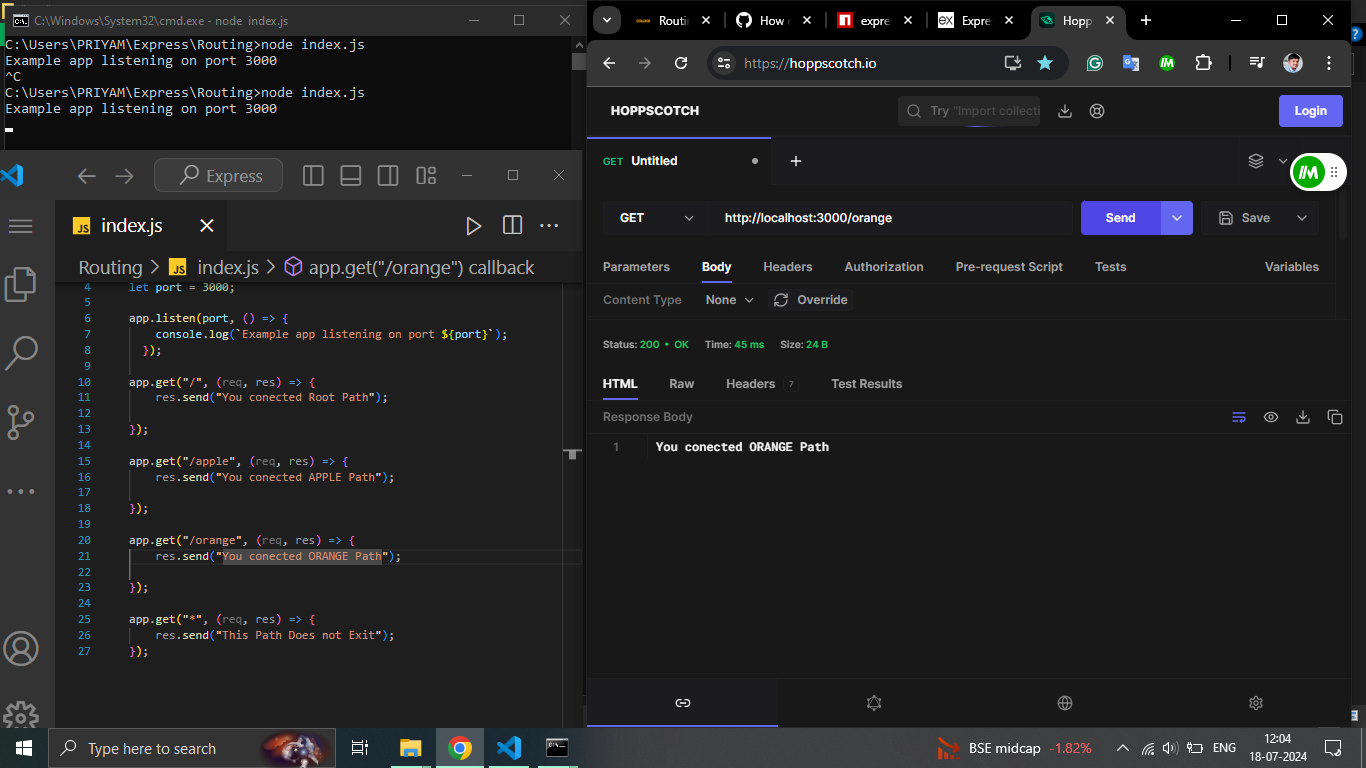 C:\Windows\System32\cmd.exe - node index.js
C:\Users\PRIYAM\Express\Routing>node index.js
Example app listening on port 3000
^C
C:\Users\PRIYAM\Express\Routing>node index.js
Example app listening on port 3000
Express
JS index.js
Routing > JS index.js > app.get("/orange") callback
4 let port = 3000;
5
6 app.listen(port, () => {
7 console.log(`Example app listening on port ${port}`);
8 });
9
10 app.get("/", (req, res) => {
11 res.send("You conected Root Path");
12
13 });
14
15 app.get("/apple", (req, res) => {
16 res.send("You conected APPLE Path");
17
18 });
19
20 app.get("/orange", (req, res) => {
21 res.send("You conected ORANGE Path");
22
23 });
24
25 app.get("*", (req, res) => {
26 res.send("This Path Does not Exit");
27 });
Routi How expre ex Expre Hopp
https://hoppscotch.io
HOPPSCOTCH
Try "Import collecti
Login
GET Untitled
GET http://localhost:3000/orange Send Save
Parameters Body Headers Authorization Pre-request Script Tests Variables
Content Type None Override
Status: 200 • OK Time: 45 ms Size: 24 B
HTML Raw Headers 7 Test Results
Response Body
1 You conected ORANGE Path
Type here to search
BSE midcap -1.82%
ENG
12:04
18-07-2024